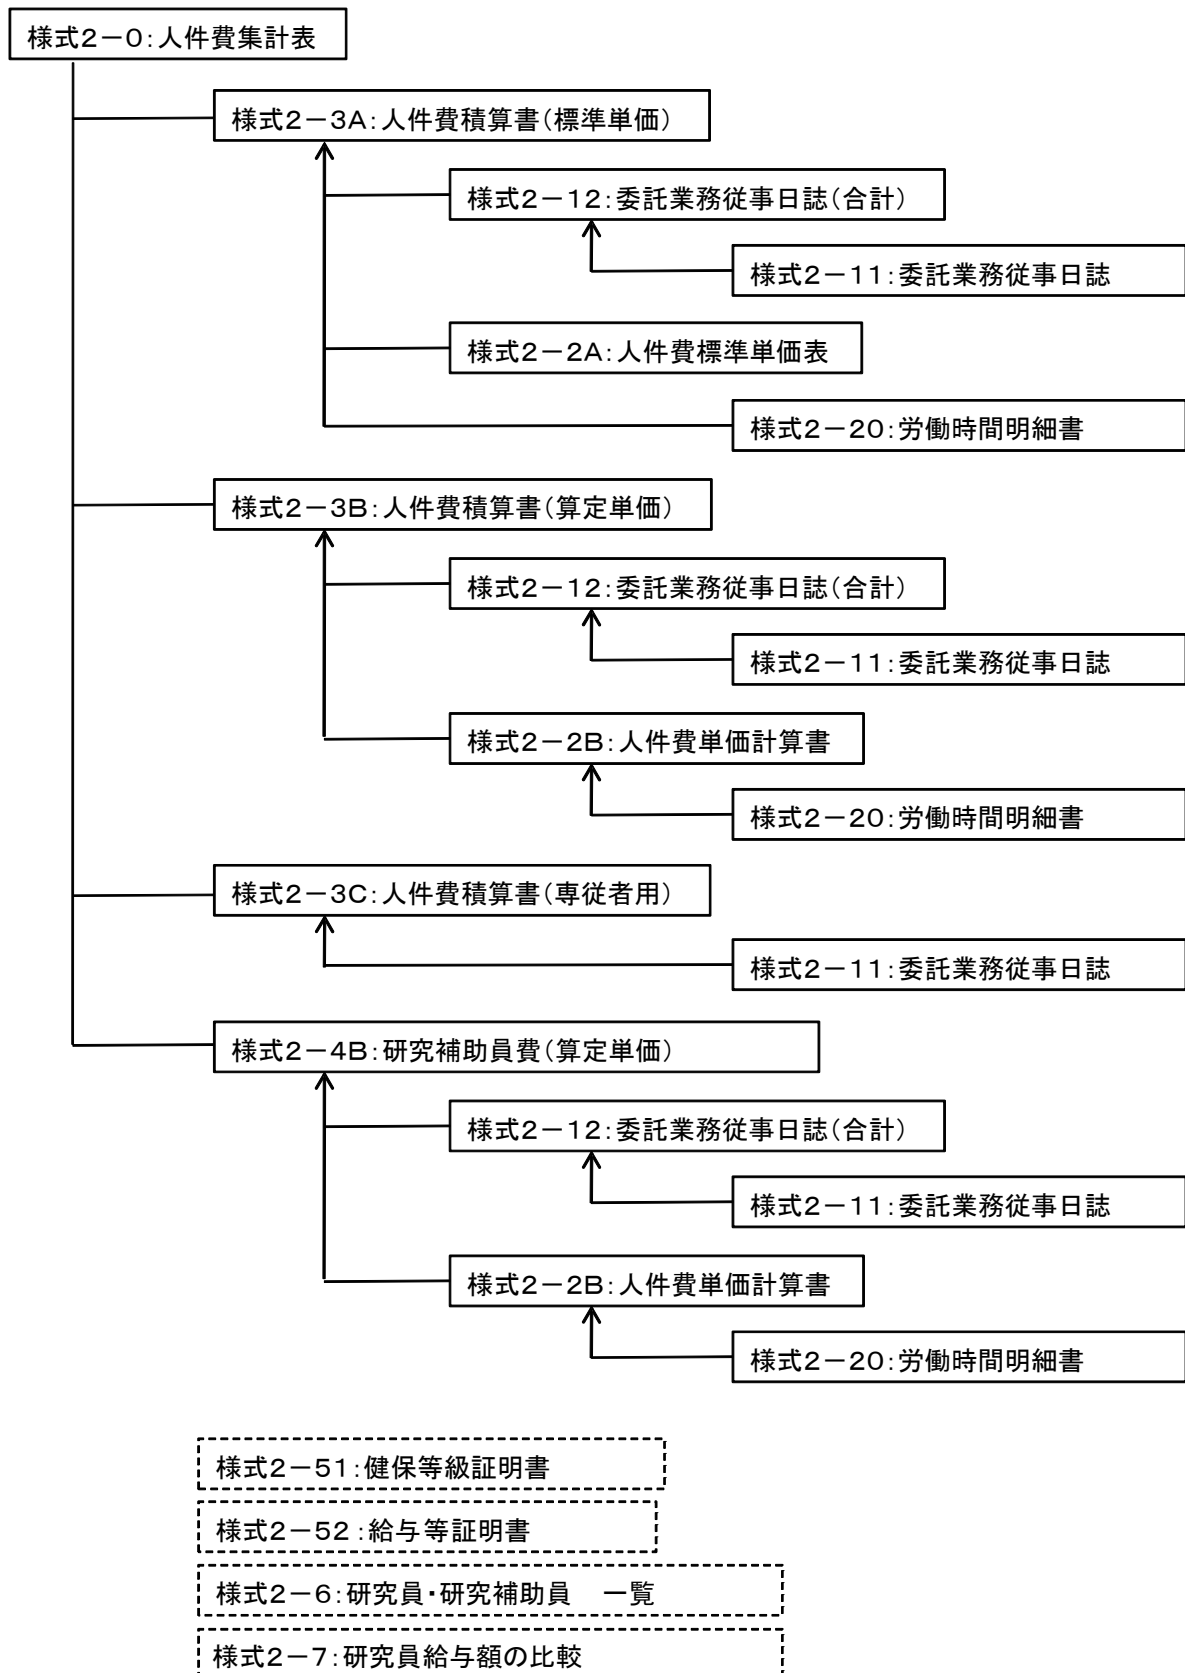 様式2－0：人件費集計表
様式2－3A：人件費積算書（標準単価）
様式2－12：委託業務従事日誌（合計）
様式2－11：委託業務従事日誌
様式2－2A：人件費標準単価表
様式2－20：労働時間明細書
様式2－3B：人件費積算書（算定単価）
様式2－12：委託業務従事日誌（合計）
様式2－11：委託業務従事日誌
様式2－2B：人件費単価計算書
様式2－20：労働時間明細書
様式2－3C：人件費積算書（専従者用）
様式2－11：委託業務従事日誌
様式2－4B：研究補助員費（算定単価）
様式2－12：委託業務従事日誌（合計）
様式2－11：委託業務従事日誌
様式2－2B：人件費単価計算書
様式2－20：労働時間明細書
様式2－51：健保等級証明書
様式2－52：給与等証明書
様式2－6：研究員・研究補助員　一覧
様式2－7：研究員給与額の比較